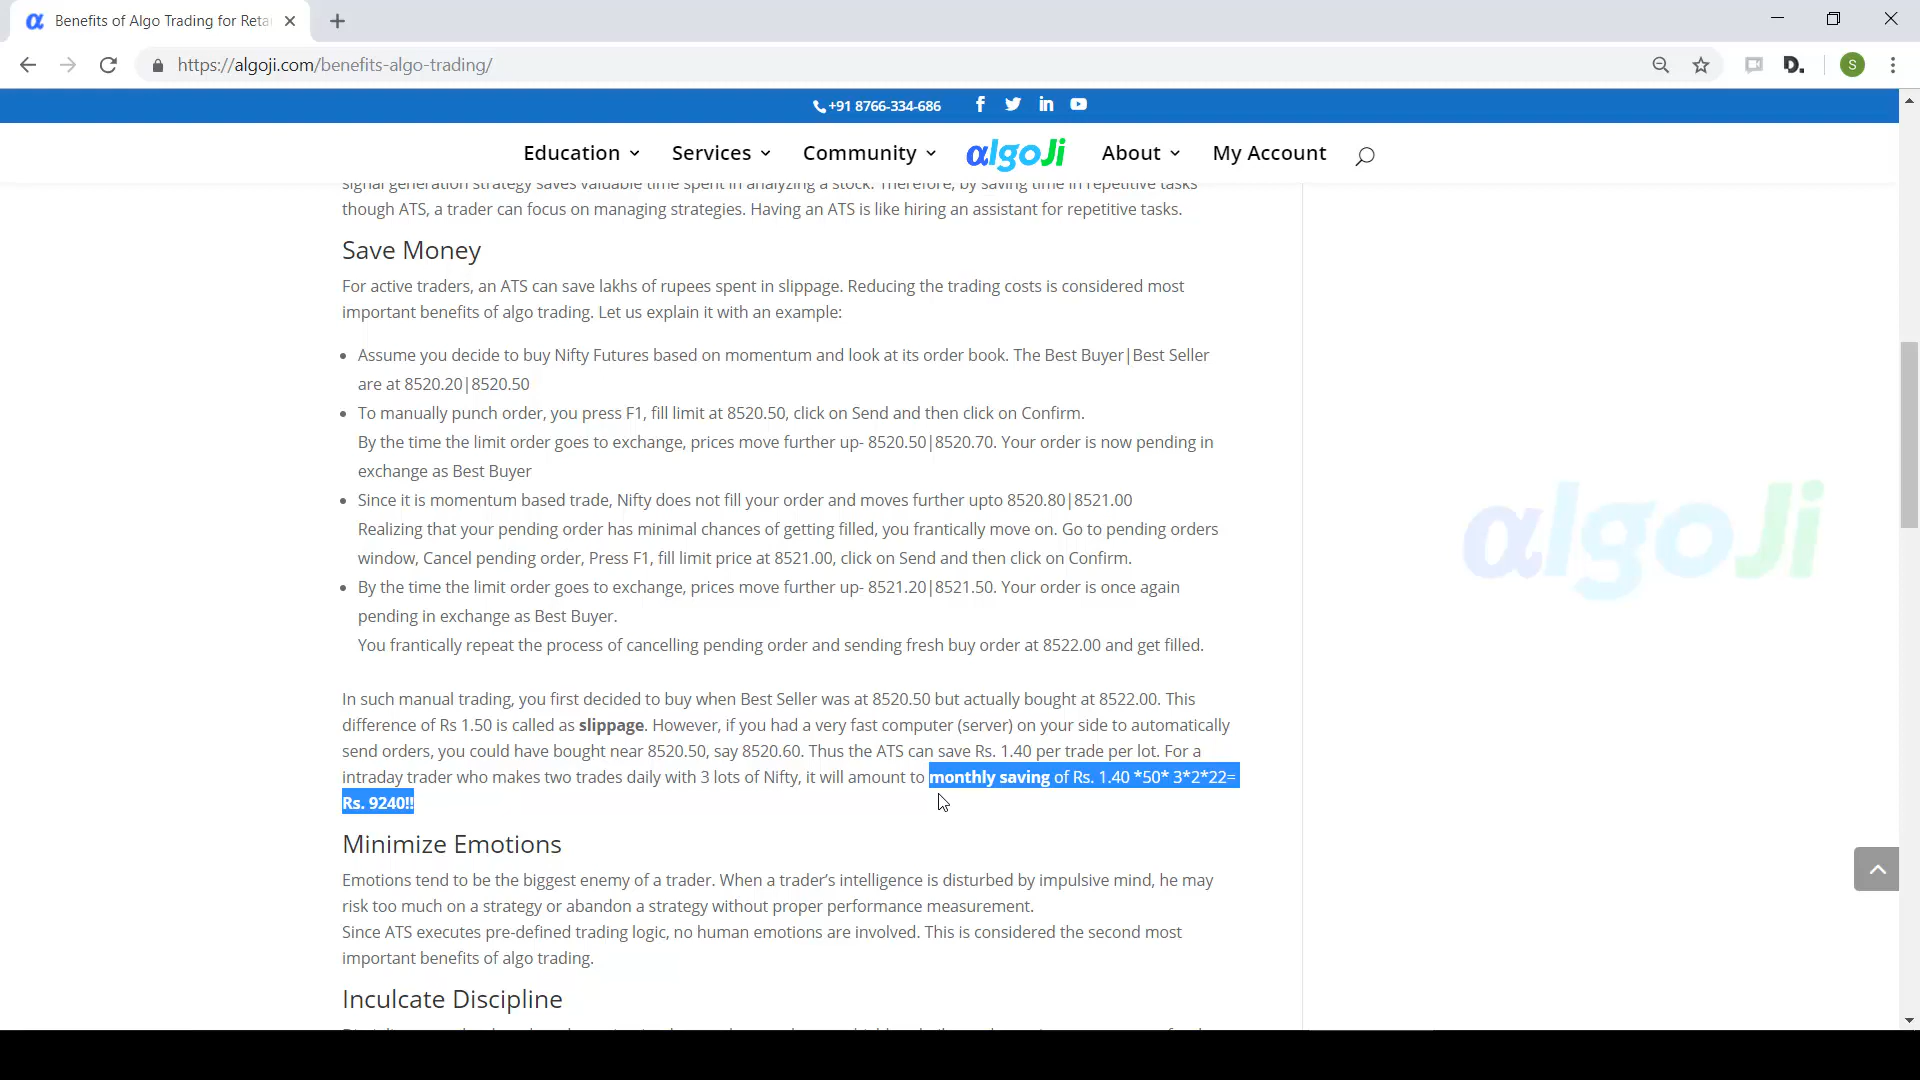 Benefits of Algo Trading for Reta
https://algoji.com/benefits-algo-trading/
S
+91 8766-334-686
Education Services Community αlgoJi About My Account
signal generation strategy saves valuable time spent in analyzing a stock. Therefore, by saving time in repetitive tasks
though ATS, a trader can focus on managing strategies. Having an ATS is like hiring an assistant for repetitive tasks.
Save Money
For active traders, an ATS can save lakhs of rupees spent in slippage. Reducing the trading costs is considered most
important benefits of algo trading. Let us explain it with an example:
Assume you decide to buy Nifty Futures based on momentum and look at its order book. The Best Buyer|Best Seller
are at 8520.20|8520.50
To manually punch order, you press F1, fill limit at 8520.50, click on Send and then click on Confirm.
By the time the limit order goes to exchange, prices move further up- 8520.50|8520.70. Your order is now pending in
exchange as Best Buyer
Since it is momentum based trade, Nifty does not fill your order and moves further upto 8520.80|8521.00
Realizing that your pending order has minimal chances of getting filled, you frantically move on. Go to pending orders
window, Cancel pending order, Press F1, fill limit price at 8521.00, click on Send and then click on Confirm.
By the time the limit order goes to exchange, prices move further up- 8521.20|8521.50. Your order is once again
pending in exchange as Best Buyer.
You frantically repeat the process of cancelling pending order and sending fresh buy order at 8522.00 and get filled.
In such manual trading, you first decided to buy when Best Seller was at 8520.50 but actually bought at 8522.00. This
difference of Rs 1.50 is called as slippage. However, if you had a very fast computer (server) on your side to automatically
send orders, you could have bought near 8520.50, say 8520.60. Thus the ATS can save Rs. 1.40 per trade per lot. For a
intraday trader who makes two trades daily with 3 lots of Nifty, it will amount to monthly saving of Rs. 1.40 *50* 3*2*22=
Rs. 9240!!
Minimize Emotions
Emotions tend to be the biggest enemy of a trader. When a trader's intelligence is disturbed by impulsive mind, he may
risk too much on a strategy or abandon a strategy without proper performance measurement.
Since ATS executes pre-defined trading logic, no human emotions are involved. This is considered the second most
important benefits of algo trading.
Inculcate Discipline
αlgoJi